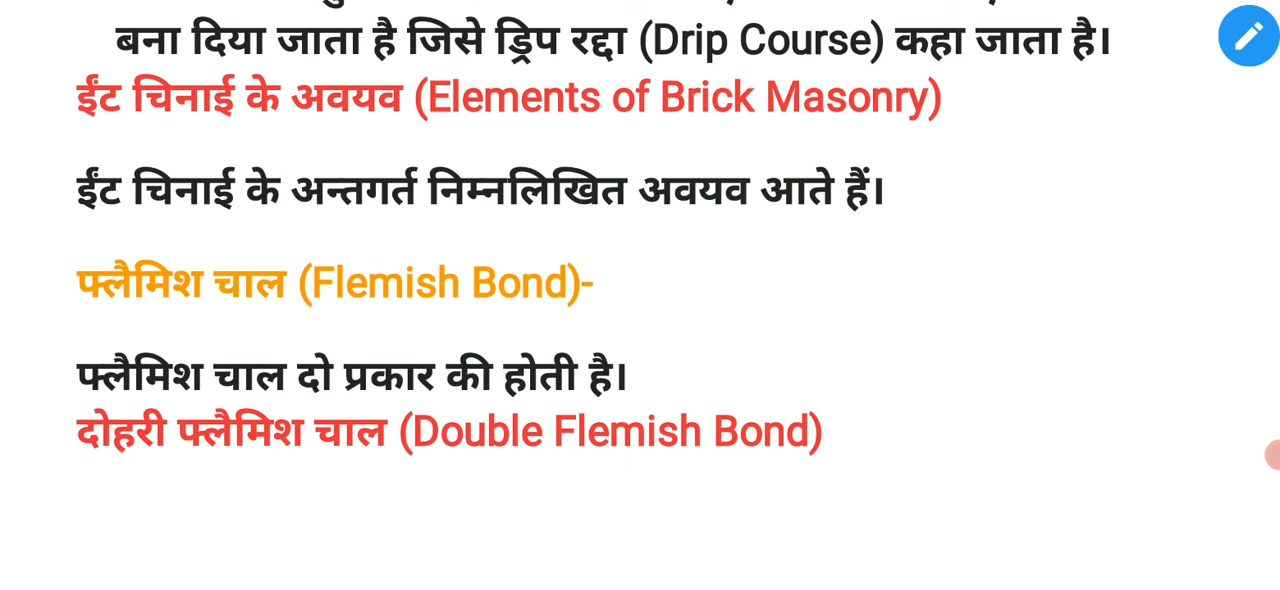 बना दिया जाता है जिसे ड्रिप रद्दा (Drip Course) कहा जाता है।
ईंट चिनाई के अवयव (Elements of Brick Masonry)
ईंट चिनाई के अन्तगर्त निम्नलिखित अवयव आते हैं।
फ्लैमिश चाल (Flemish Bond)-
फ्लैमिश चाल दो प्रकार की होती है।
दोहरी फ्लैमिश चाल (Double Flemish Bond)